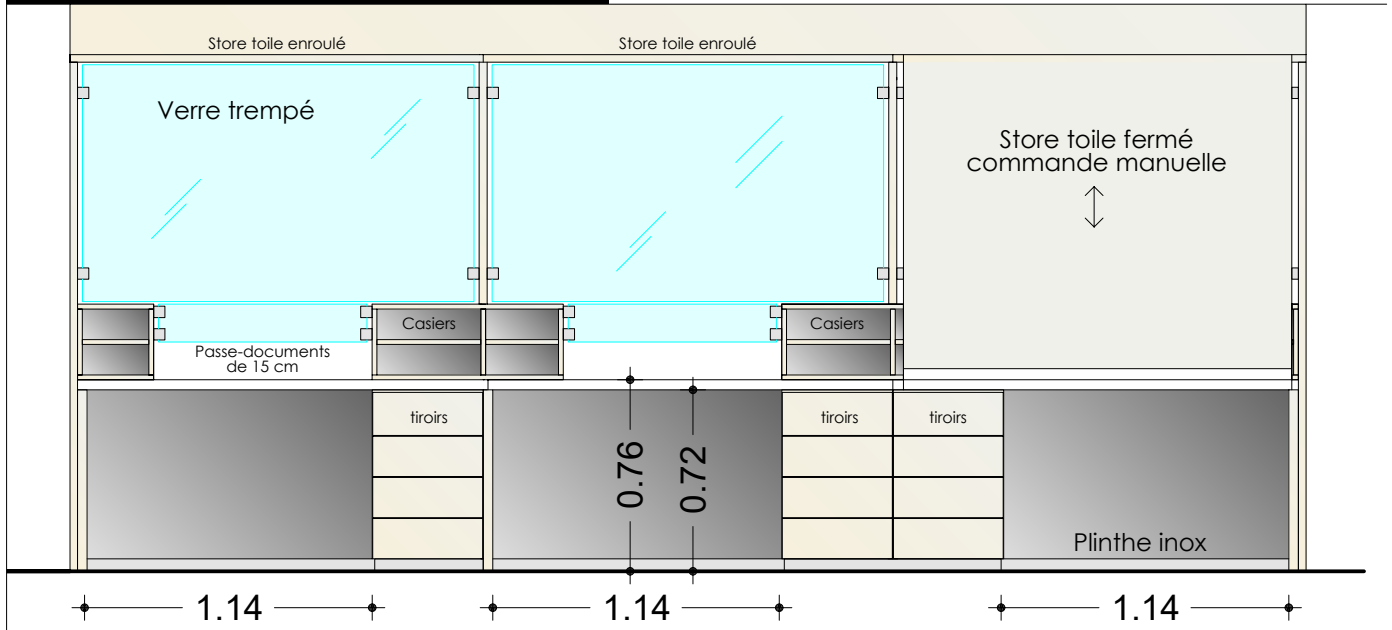 Store toile enroulé
Store toile enroulé
Verre trempé
Store toile fermé
commande manuelle
Casiers
Casiers
Passe-documents
de 15 cm
tiroirs
tiroirs
tiroirs
0.76
0.72
Plinthe inox
1.14
1.14
1.14